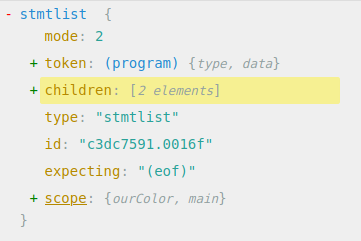 - stmtlist {
mode: 2
+ token: (program) {type, data}
+ children: [2 elements]
type: "stmtlist"
id: "c3dc7591.0016f"
expecting: "(eof)"
+ scope: {ourColor, main}
}